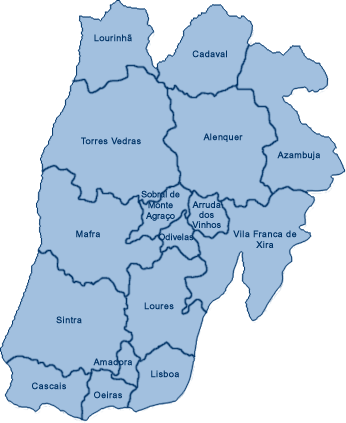 Lourinhã
Cadaval
Torres Vedras
Alenquer
Azambuja
Sobral de
Monte
Agraço
Arruda
dos
Vinhos
Mafra
Odivelas
Vila Franca de
Xira
Loures
Sintra
Amadora
Lisboa
Cascais
Oeiras